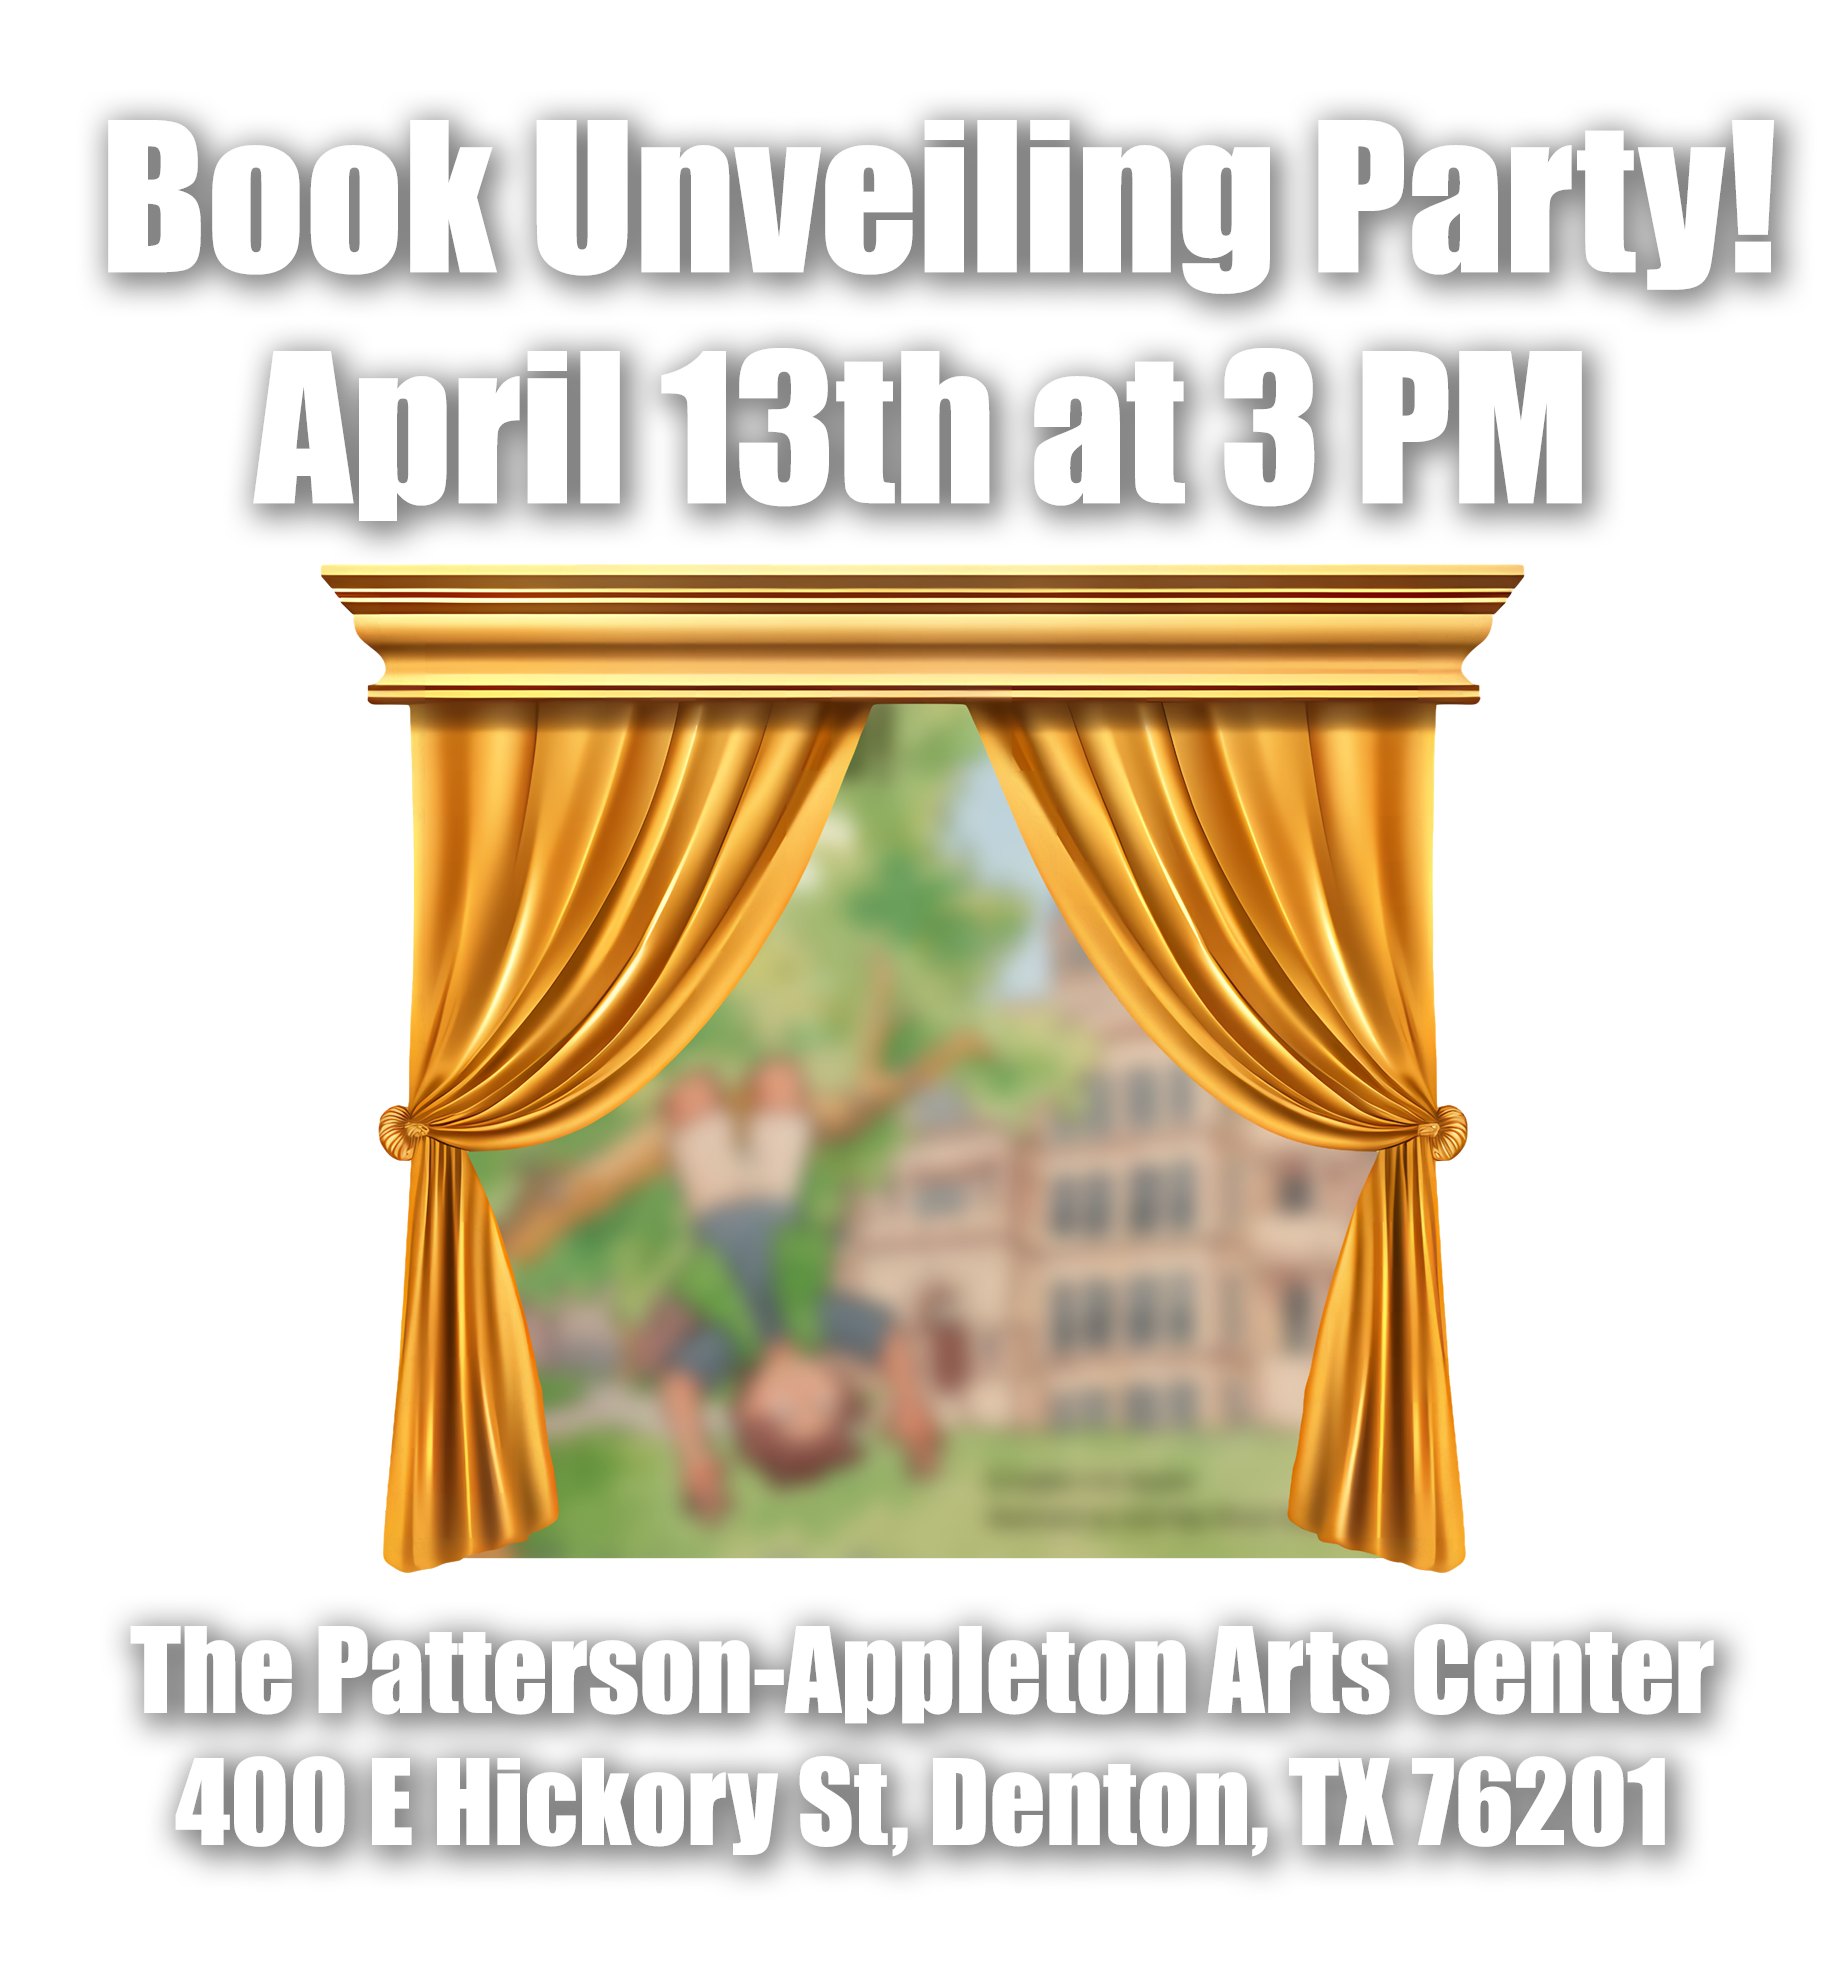 Book Unveiling Party!
April 13th at 3 PM
The Patterson-Appleton Arts Center
400 E Hickory St, Denton, TX 76201